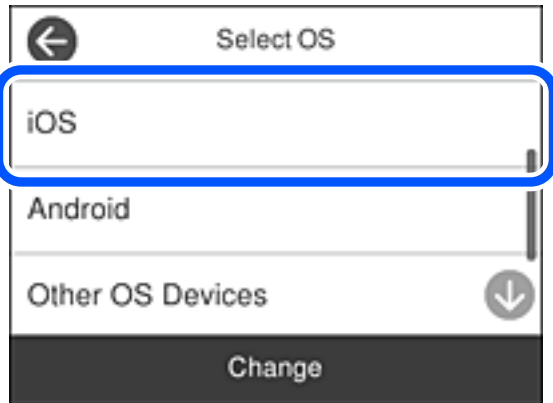 Select OS
iOS
Android
Other OS Devices
Change